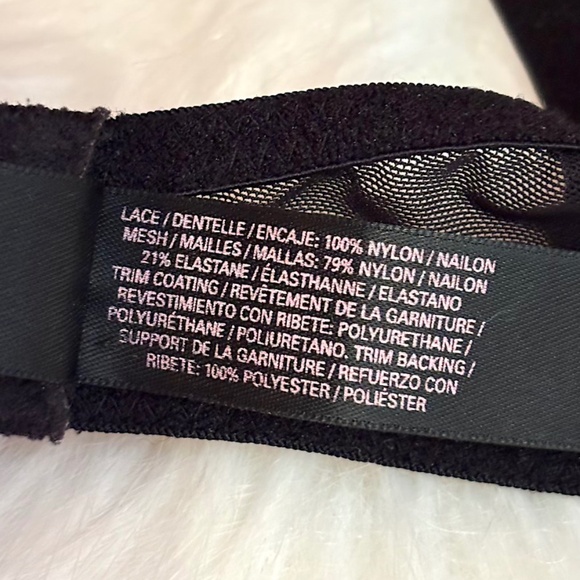 LACE / DENTELLE / ENCAJE: 100% NYLON / NAILON
MESH / MAILLES / MALLAS: 79% NYLON / NAILON
21% ELASTANE / ÉLASTHANNE / ELASTANO
TRIM COATING / REVÊTEMENT DE LA GARNITURE /
REVESTIMIENTO CON RIBETE: POLYURETHANE /
POLYURÉTHANE / POLIURETANO. TRIM BACKING /
SUPPORT DE LA GARNITURE / REFUERZO CON
RIBETE: 100% POLYESTER / POLIÉSTER